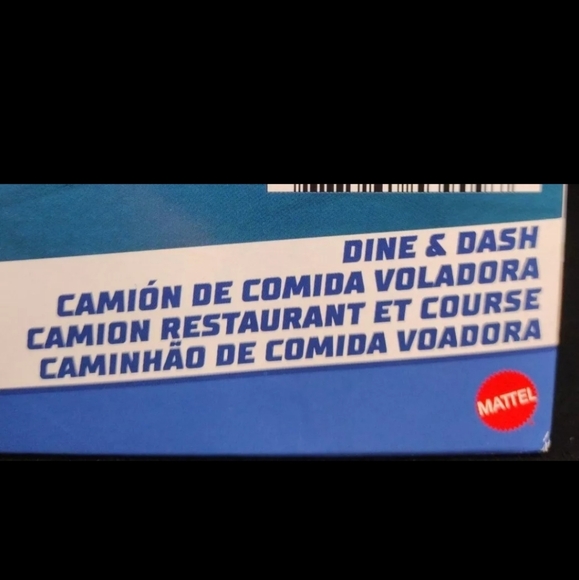 DINE & DASH
CAMIÓN DE COMIDA VOLADORA
CAMION RESTAURANT ET COURSE
CAMINHÃO DE COMIDA VOADORA
MATTEL